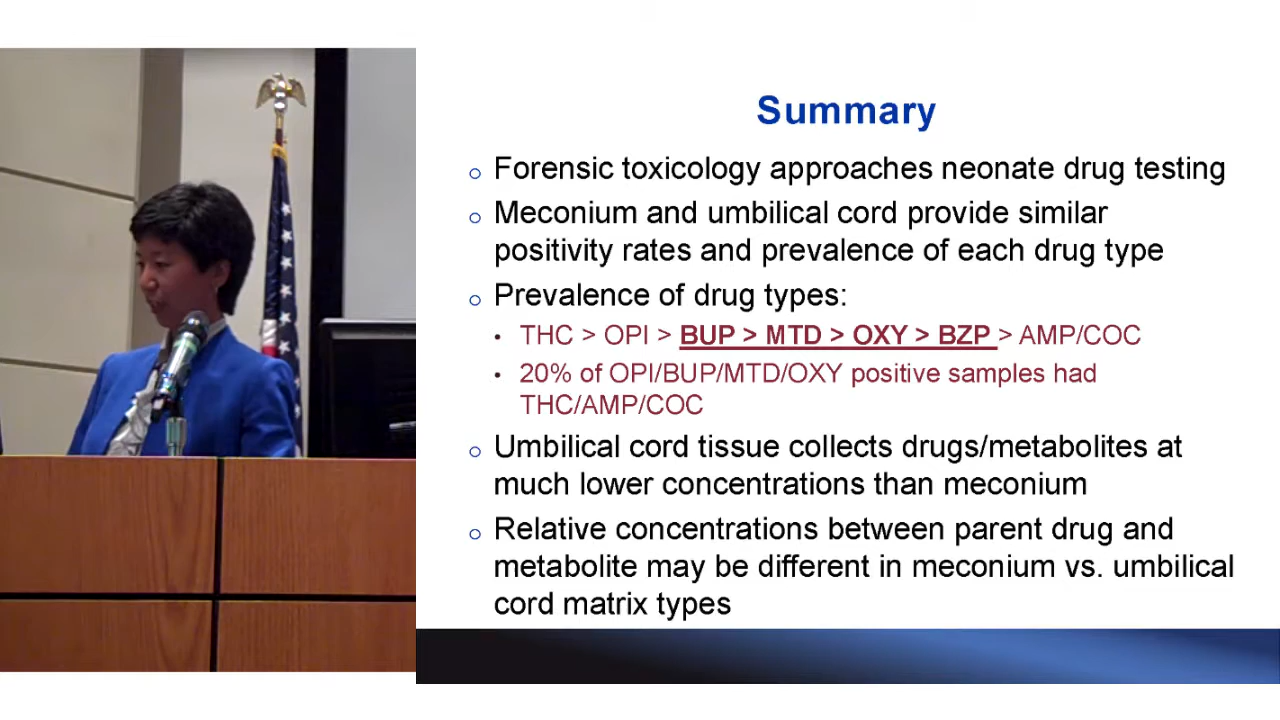 Summary
Forensic toxicology approaches neonate drug testing
Meconium and umbilical cord provide similar
positivity rates and prevalence of each drug type
Prevalence of drug types:
THC > OPI > BUP > MTD > OXY > BZP > AMP/COC
20% of OPI/BUP/MTD/OXY positive samples had
THC/AMP/COC
Umbilical cord tissue collects drugs/metabolites at
much lower concentrations than meconium
Relative concentrations between parent drug and
metabolite may be different in meconium vs. umbilical
cord matrix types